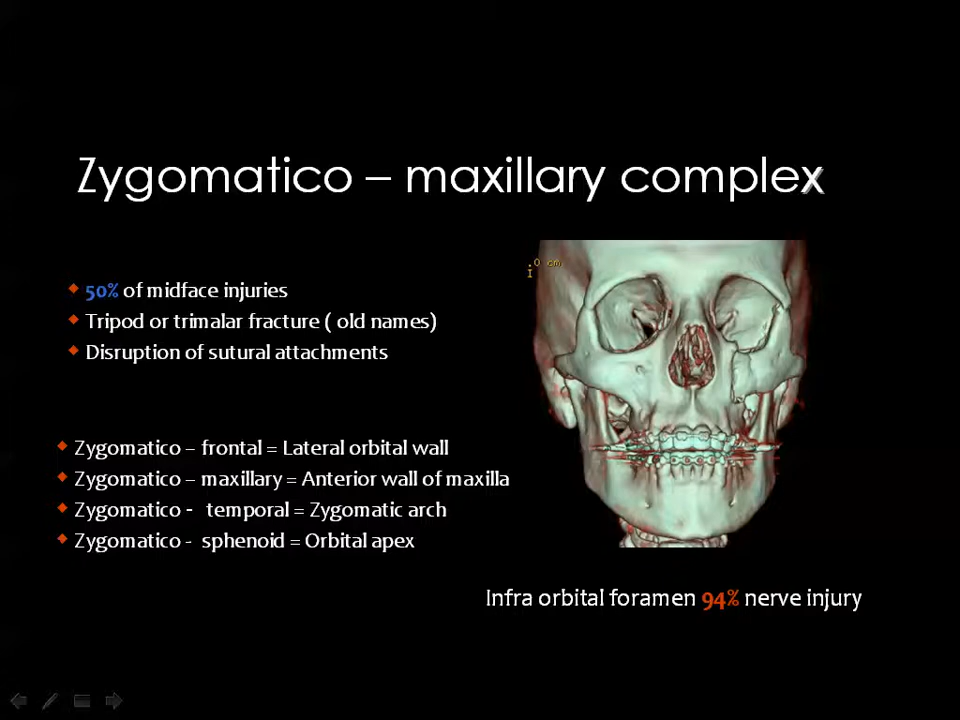 Zygomatico – maxillary complex
0 cm
50% of midface injuries
Tripod or trimalar fracture ( old names)
Disruption of sutural attachments
Zygomatico – frontal = Lateral orbital wall
Zygomatico – maxillary = Anterior wall of maxilla
Zygomatico - temporal = Zygomatic arch
Zygomatico - sphenoid = Orbital apex
Infra orbital foramen 94% nerve injury